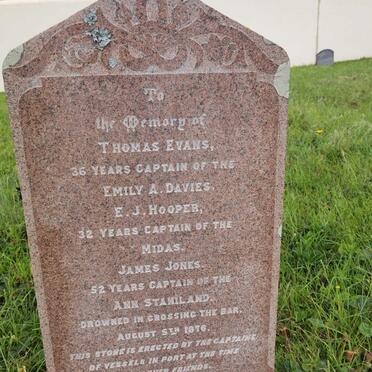 To
the Memory of
THOMAS EVANS,
36 YEARS CAPTAIN OF THE
EMILY A. DAVIES.
E. J. HOOPER,
32 YEARS CAPTAIN OF THE
MIDAS.
JAMES JONES.
52 YEARS CAPTAIN OF THE
ANN STANILAND.
DROWNED IN CROSSING THE BAR.
AUGUST 5TH 1876.
THIS STONE IS ERECTED BY THE CAPTAINS
OF VESSELS IN PORT AT THE TIME
FRIENDS.